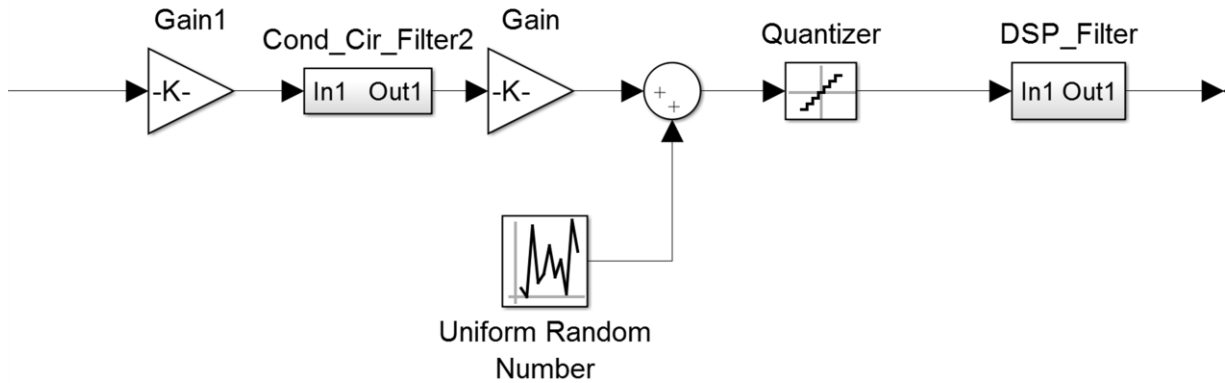 Gain1
Cond_Cir_Filter2
Gain
Quantizer
DSP_Filter
-K-
In1 Out1
-K-
+
+
In1 Out1
Uniform Random
Number